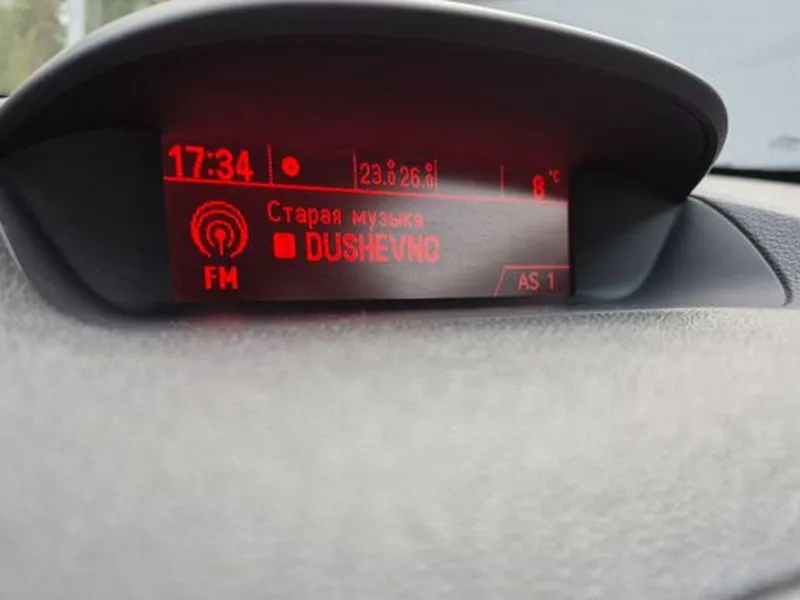 17:34 23.0 26.0 8 °C
Старая музыка
DUSHEVNO
FM
AS 1